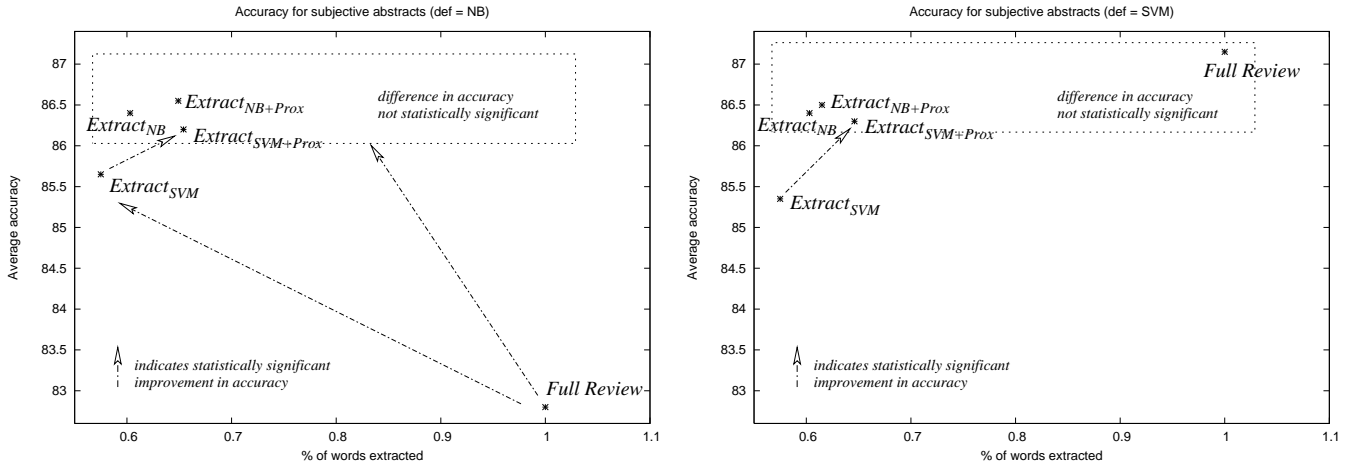 Accuracy for subjective abstracts (def = NB)
87
86.5
86
85.5
85
84.5
84
83.5
83
Average accuracy
difference in accuracy
not statistically significant
Extract_NB+Prox
Extract_NB
Extract_SVM+Prox
Extract_SVM
Full Review
indicates statistically significant
improvement in accuracy
0.6 0.7 0.8 0.9 1 1.1
% of words extracted
Accuracy for subjective abstracts (def = SVM)
87
86.5
86
85.5
85
84.5
84
83.5
83
Average accuracy
Full Review
difference in accuracy
not statistically significant
Extract_NB+Prox
Extract_NB
Extract_SVM+Prox
Extract_SVM
indicates statistically significant
improvement in accuracy
0.6 0.7 0.8 0.9 1 1.1
% of words extracted